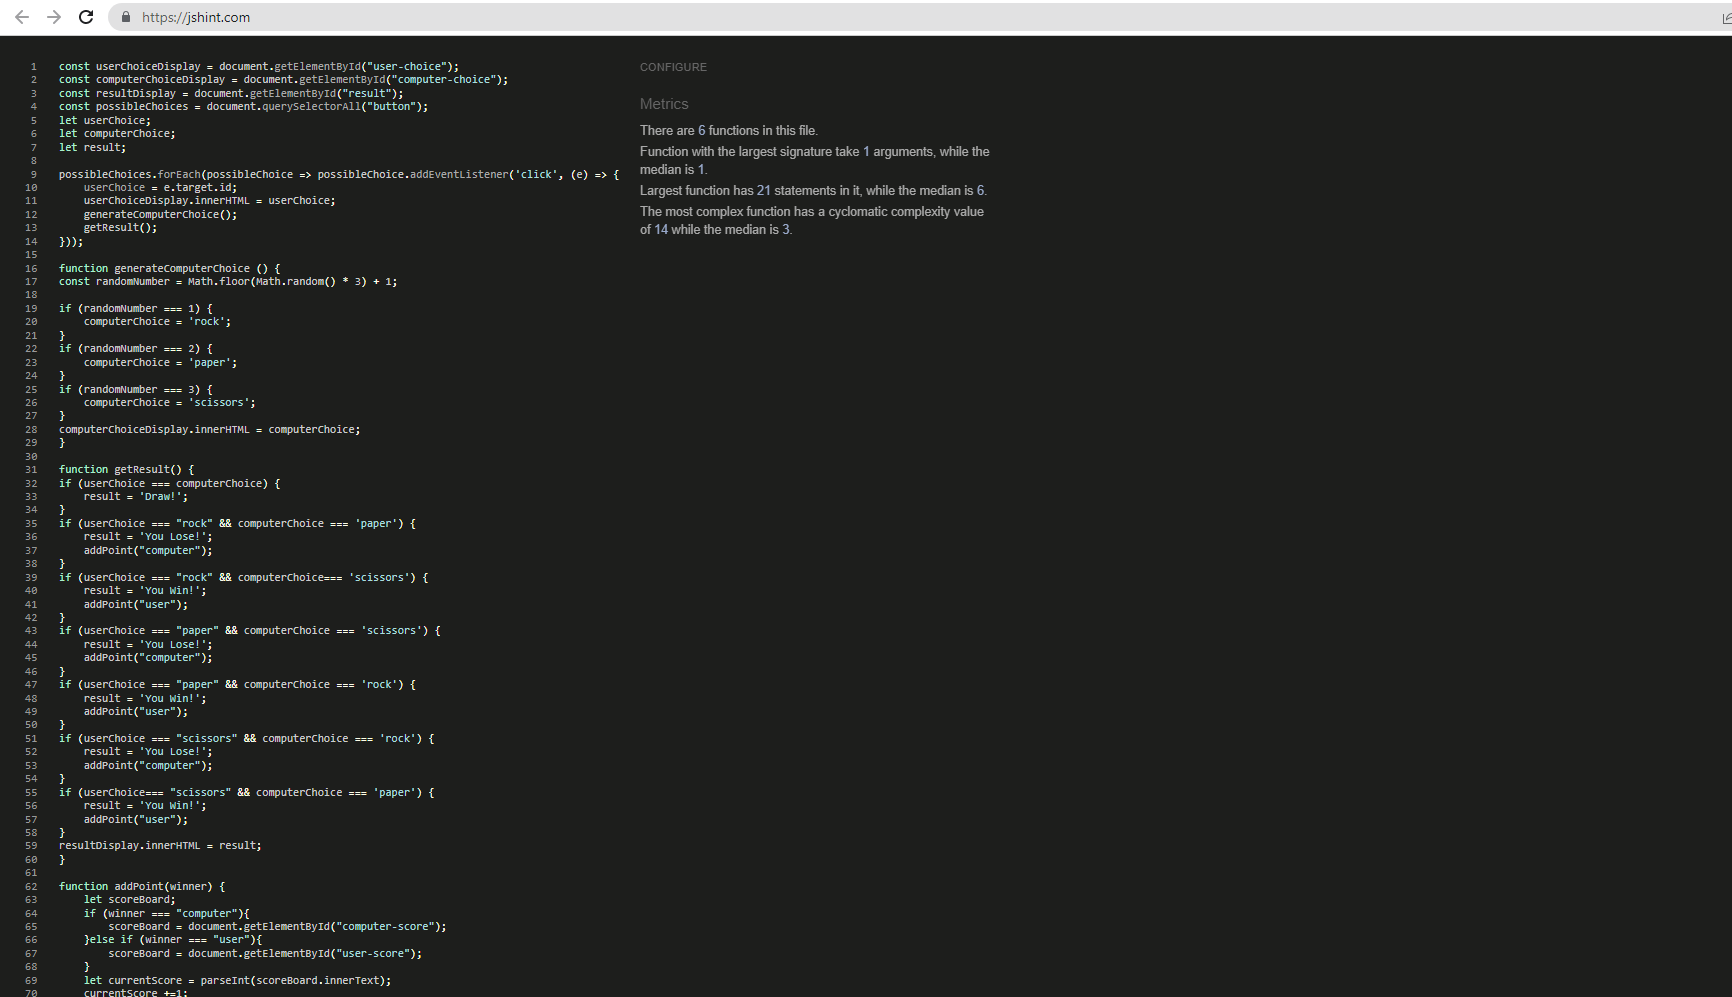 https://jshint.com
1 const userChoiceDisplay = document.getElementById("user-choice");
2 const computerChoiceDisplay = document.getElementById("computer-choice");
3 const resultDisplay = document.getElementById("result");
4 const possibleChoices = document.querySelectorAll("button");
5 let userChoice;
6 let computerChoice;
7 let result;
8
9 possibleChoices.forEach(possibleChoice => possibleChoice.addEventListener('click', (e) => {
10 userChoice = e.target.id;
11 userChoiceDisplay.innerHTML = userChoice;
12 generateComputerChoice();
13 getResult();
14 }));
15
16 function generateComputerChoice () {
17 const randomNumber = Math.floor(Math.random() * 3) + 1;
18
19 if (randomNumber === 1) {
20 computerChoice = 'rock';
21 }
22 if (randomNumber === 2) {
23 computerChoice = 'paper';
24 }
25 if (randomNumber === 3) {
26 computerChoice = 'scissors';
27 }
28 computerChoiceDisplay.innerHTML = computerChoice;
29 }
30
31 function getResult() {
32 if (userChoice === computerChoice) {
33 result = 'Draw!';
34 }
35 if (userChoice === "rock" && computerChoice === 'paper') {
36 result = 'You Lose!';
37 addPoint("computer");
38 }
39 if (userChoice === "rock" && computerChoice=== 'scissors') {
40 result = 'You Win!';
41 addPoint("user");
42 }
43 if (userChoice === "paper" && computerChoice === 'scissors') {
44 result = 'You Lose!';
45 addPoint("computer");
46 }
47 if (userChoice === "paper" && computerChoice === 'rock') {
48 result = 'You Win!';
49 addPoint("user");
50 }
51 if (userChoice === "scissors" && computerChoice === 'rock') {
52 result = 'You Lose!';
53 addPoint("computer");
54 }
55 if (userChoice=== "scissors" && computerChoice === 'paper') {
56 result = 'You Win!';
57 addPoint("user");
58 }
59 resultDisplay.innerHTML = result;
60 }
61
62 function addPoint(winner) {
63 let scoreBoard;
64 if (winner === "computer"){
65 scoreBoard = document.getElementById("computer-score");
66 }else if (winner === "user"){
67 scoreBoard = document.getElementById("user-score");
68 }
69 let currentScore = parseInt(scoreBoard.innerText);
70 currentScore +=1;
CONFIGURE
Metrics
There are 6 functions in this file.
Function with the largest signature take 1 arguments, while the
median is 1.
Largest function has 21 statements in it, while the median is 6.
The most complex function has a cyclomatic complexity value
of 14 while the median is 3.